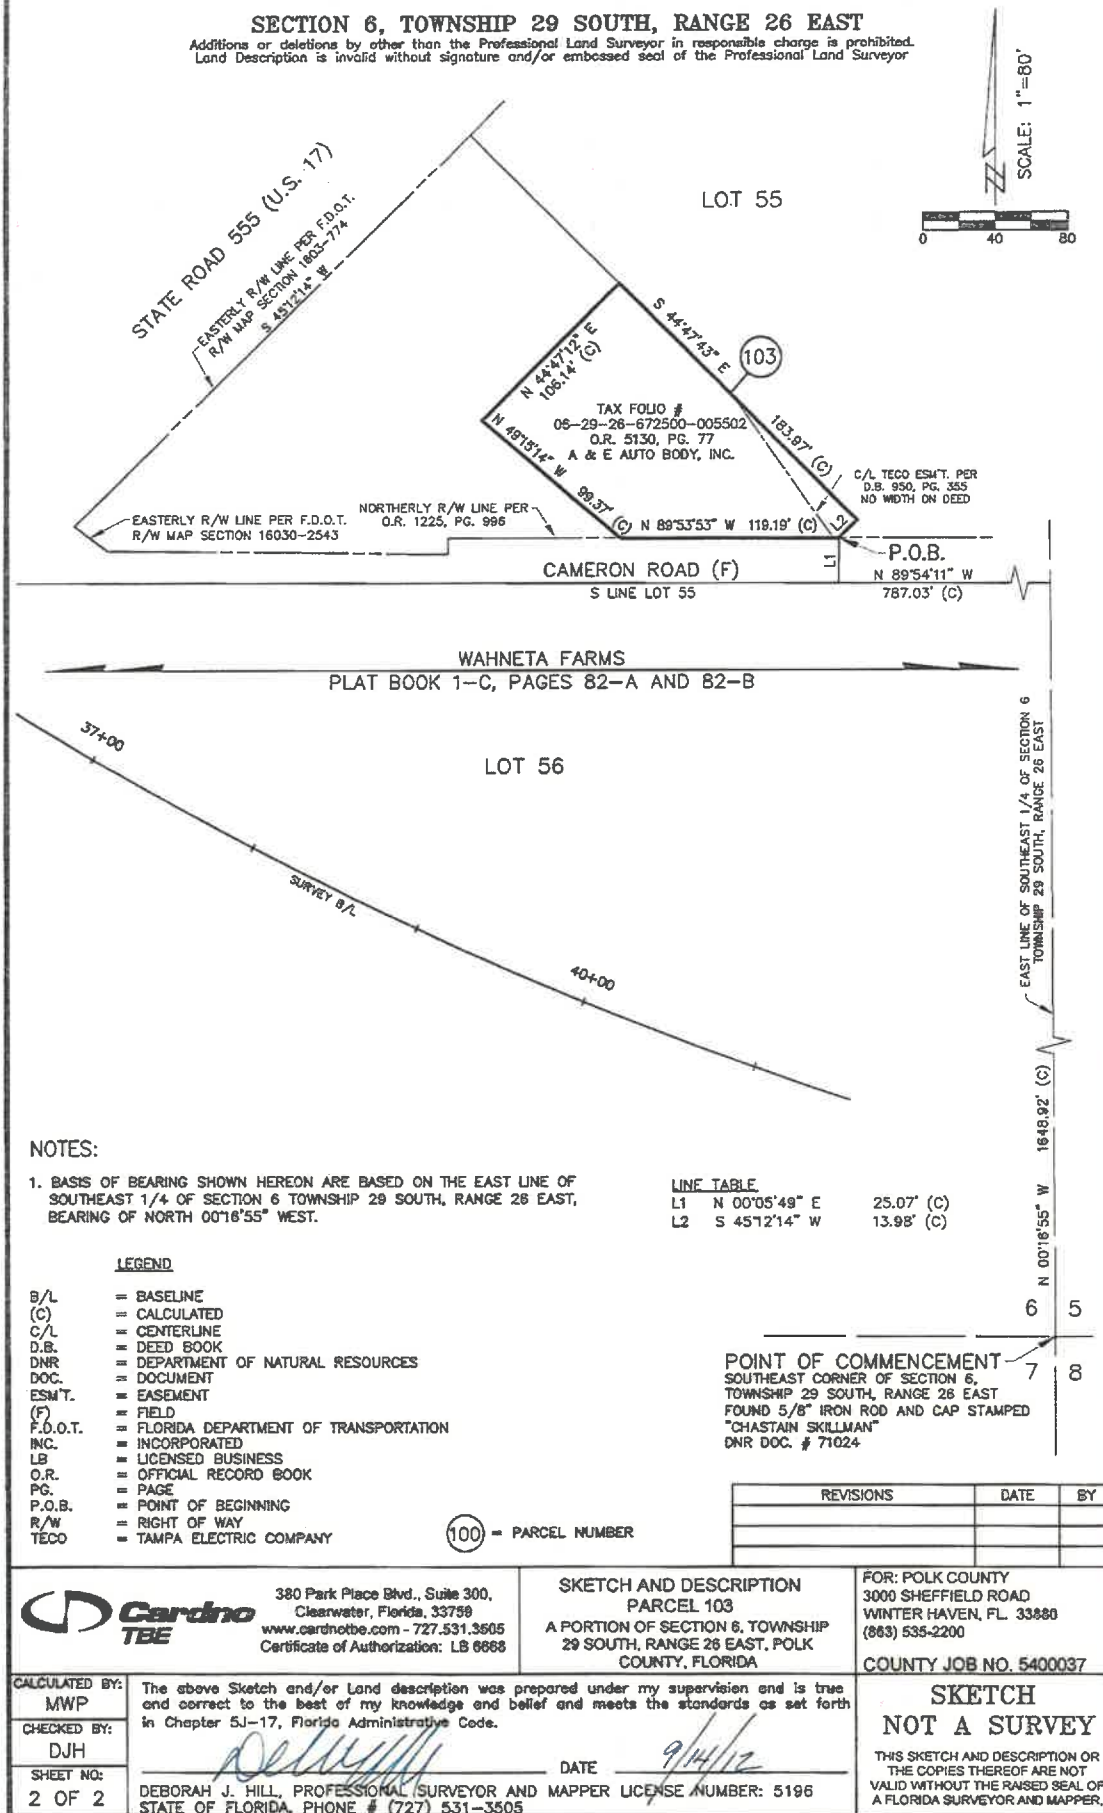 SECTION 6, TOWNSHIP 29 SOUTH, RANGE 26 EAST
Additions or deletions by other than the Professional Land Surveyor in responsible charge is prohibited.
Land Description is invalid without signature and/or embossed seal of the Professional Land Surveyor
SCALE: 1"=80'
0 40 80
LOT 55
STATE ROAD 555 (U.S. 17)
EASTERLY R/W LINE PER F.D.O.T.
R/W MAP SECTION 1603-774
S 45°12'14" W
S 44°47'43" E
183.97' (C)
103
N 44°47'12" E
106.14' (C)
TAX FOLIO #
06-29-26-672500-005502
O.R. 5130, PG. 77
A & E AUTO BODY, INC.
N 49°15'14" W
99.37' (C)
C/L TECO ESM'T. PER
D.B. 950, PG. 355
NO WIDTH ON DEED
EASTERLY R/W LINE PER F.D.O.T.
R/W MAP SECTION 16030-2543
NORTHERLY R/W LINE PER
O.R. 1225, PG. 996
N 89°53'53" W 119.19' (C)
L2
L1
P.O.B.
CAMERON ROAD (F)
S LINE LOT 55
N 89°54'11" W
787.03' (C)
WAHNETA FARMS
PLAT BOOK 1-C, PAGES 82-A AND 82-B
LOT 56
37+00
SURVEY B/L
40+00
EAST LINE OF SOUTHEAST 1/4 OF SECTION 6
TOWNSHIP 29 SOUTH, RANGE 26 EAST
N 00°16'55" W 1648.92' (C)
NOTES:
1. BASIS OF BEARING SHOWN HEREON ARE BASED ON THE EAST LINE OF
SOUTHEAST 1/4 OF SECTION 6 TOWNSHIP 29 SOUTH, RANGE 26 EAST,
BEARING OF NORTH 00°16'55" WEST.
LINE TABLE
L1 N 00°05'49" E 25.07' (C)
L2 S 45°12'14" W 13.98' (C)
LEGEND
B/L = BASELINE
(C) = CALCULATED
C/L = CENTERLINE
D.B. = DEED BOOK
DNR = DEPARTMENT OF NATURAL RESOURCES
DOC. = DOCUMENT
ESM'T. = EASEMENT
(F) = FIELD
F.D.O.T. = FLORIDA DEPARTMENT OF TRANSPORTATION
INC. = INCORPORATED
LB = LICENSED BUSINESS
O.R. = OFFICIAL RECORD BOOK
PG. = PAGE
P.O.B. = POINT OF BEGINNING
R/W = RIGHT OF WAY
TECO = TAMPA ELECTRIC COMPANY
100 = PARCEL NUMBER
6 5
7 8
POINT OF COMMENCEMENT
SOUTHEAST CORNER OF SECTION 6,
TOWNSHIP 29 SOUTH, RANGE 26 EAST
FOUND 5/8" IRON ROD AND CAP STAMPED
"CHASTAIN SKILLMAN"
DNR DOC. # 71024
REVISIONS DATE BY
Cardno
TBE
380 Park Place Blvd., Suite 300,
Clearwater, Florida, 33759
www.cardnotbe.com - 727.531.3505
Certificate of Authorization: LB 6668
SKETCH AND DESCRIPTION
PARCEL 103
A PORTION OF SECTION 6, TOWNSHIP
29 SOUTH, RANGE 26 EAST, POLK
COUNTY, FLORIDA
FOR: POLK COUNTY
3000 SHEFFIELD ROAD
WINTER HAVEN, FL. 33880
(863) 535-2200
COUNTY JOB NO. 5400037
CALCULATED BY:
MWP
CHECKED BY:
DJH
SHEET NO:
2 OF 2
The above Sketch and/or Land description was prepared under my supervision and is true
and correct to the best of my knowledge and belief and meets the standards as set forth
in Chapter 5J-17, Florida Administrative Code.
DATE 9/14/12
DEBORAH J. HILL, PROFESSIONAL SURVEYOR AND MAPPER LICENSE NUMBER: 5196
STATE OF FLORIDA, PHONE # (727) 531-3505
SKETCH
NOT A SURVEY
THIS SKETCH AND DESCRIPTION OR
THE COPIES THEREOF ARE NOT
VALID WITHOUT THE RAISED SEAL OF
A FLORIDA SURVEYOR AND MAPPER.